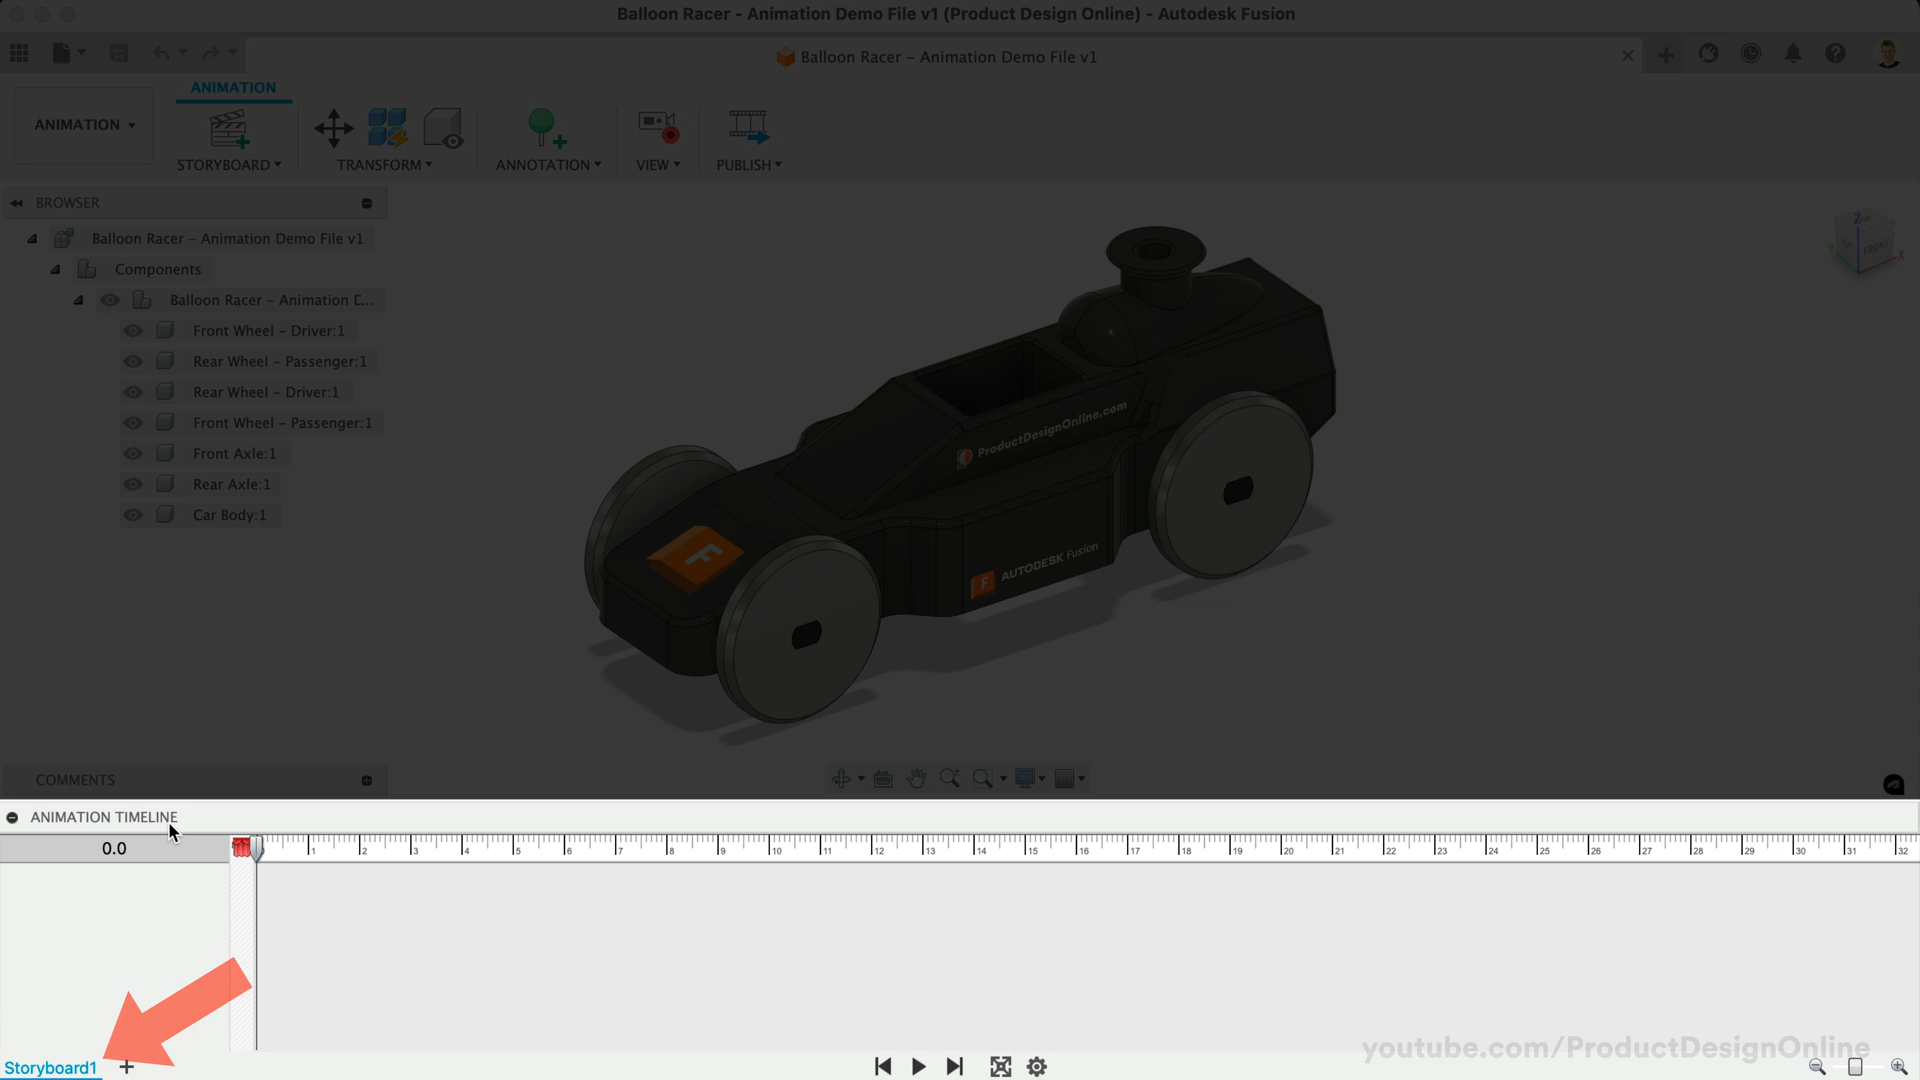 Balloon Racer - Animation Demo File v1 (Product Design Online) - Autodesk Fusion
Balloon Racer – Animation Demo File v1
ANIMATION
ANIMATION
STORYBOARD
TRANSFORM
ANNOTATION
VIEW
PUBLISH
BROWSER
Balloon Racer – Animation Demo File v1
Components
Balloon Racer – Animation D...
Front Wheel – Driver:1
Rear Wheel – Passenger:1
Rear Wheel – Driver:1
Front Wheel – Passenger:1
Front Axle:1
Rear Axle:1
Car Body:1
Z
FRONT
X
ProductDesignOnline.com
F
F
AUTODESK Fusion
COMMENTS
ANIMATION TIMELINE
0.0
1 2 3 4 5 6 7 8 9 10 11 12 13 14 15 16 17 18 19 20 21 22 23 24 25 26 27 28 29 30 31 32
youtube.com/ProductDesignOnline
Storyboard1